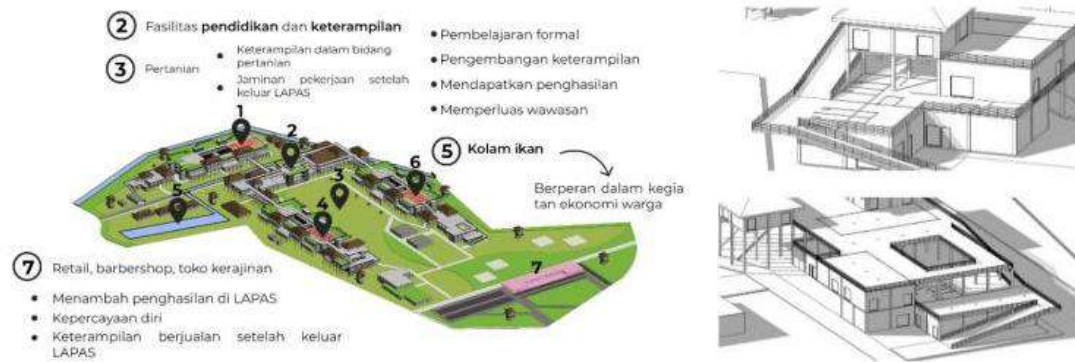 2 Fasilitas pendidikan dan keterampilan
3 Pertanian
• Keterampilan dalam bidang
pertanian
• Jaminan pekerjaan setelah
keluar LAPAS
• Pembelajaran formal
• Pengembangan keterampilan
• Mendapatkan penghasilan
• Memperluas wawasan
1
2
3
4
5
6
7
5 Kolam ikan
Berperan dalam kegia
tan ekonomi warga
7 Retail, barbershop, toko kerajinan
• Menambah penghasilan di LAPAS
• Kepercayaan diri
• Keterampilan berjualan setelah keluar
LAPAS